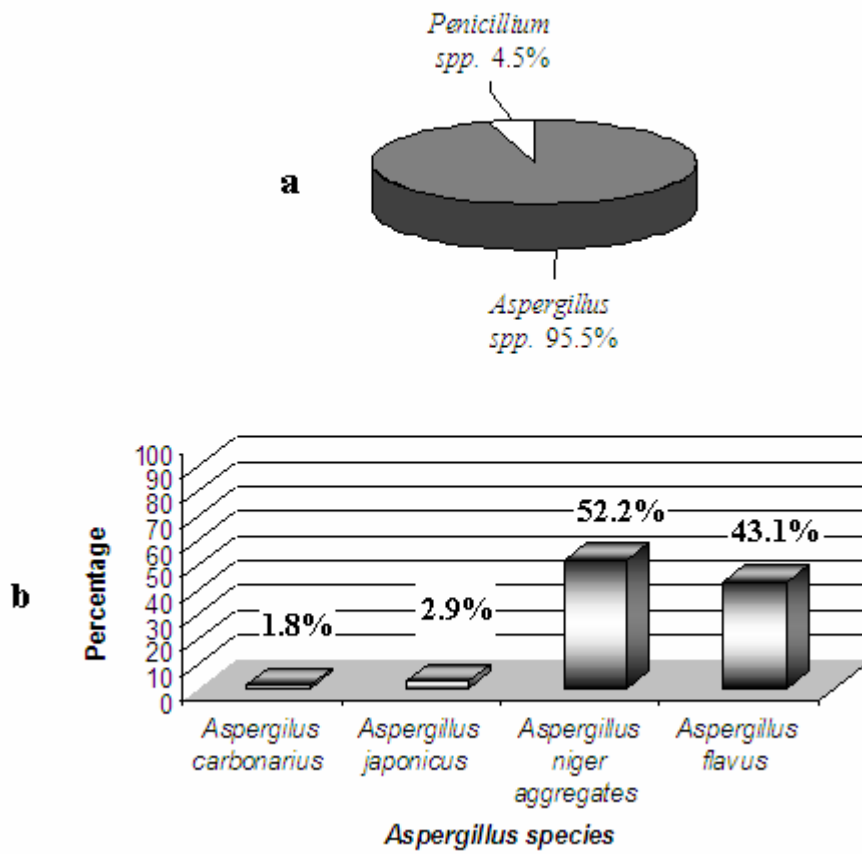 Penicillium
spp. 4.5%
a
Aspergillus
spp. 95.5%
b
Percentage
100
90
80
70
60
50
40
30
20
10
0
1.8%
2.9%
52.2%
43.1%
Aspergilus
carbonarius
Aspergillus
japonicus
Aspergillus
niger
aggregates
Aspergillus
flavus
Aspergillus species